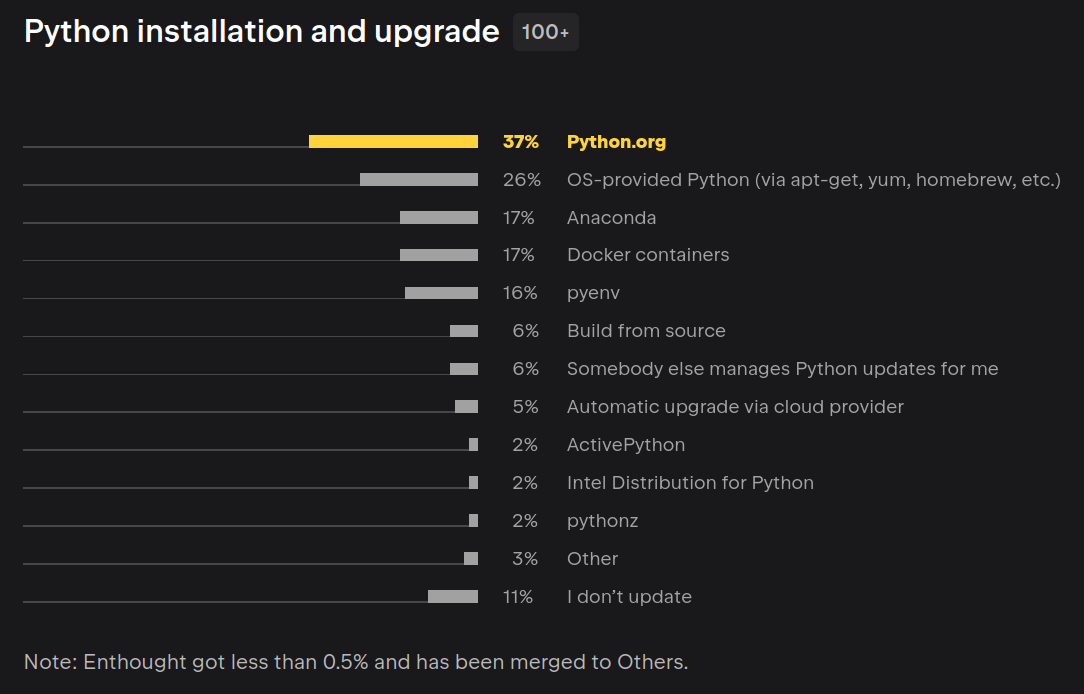 Python installation and upgrade 100+
37% Python.org
26% OS-provided Python (via apt-get, yum, homebrew, etc.)
17% Anaconda
17% Docker containers
16% pyenv
6% Build from source
6% Somebody else manages Python updates for me
5% Automatic upgrade via cloud provider
2% ActivePython
2% Intel Distribution for Python
2% pythonz
3% Other
11% I don’t update
Note: Enthought got less than 0.5% and has been merged to Others.